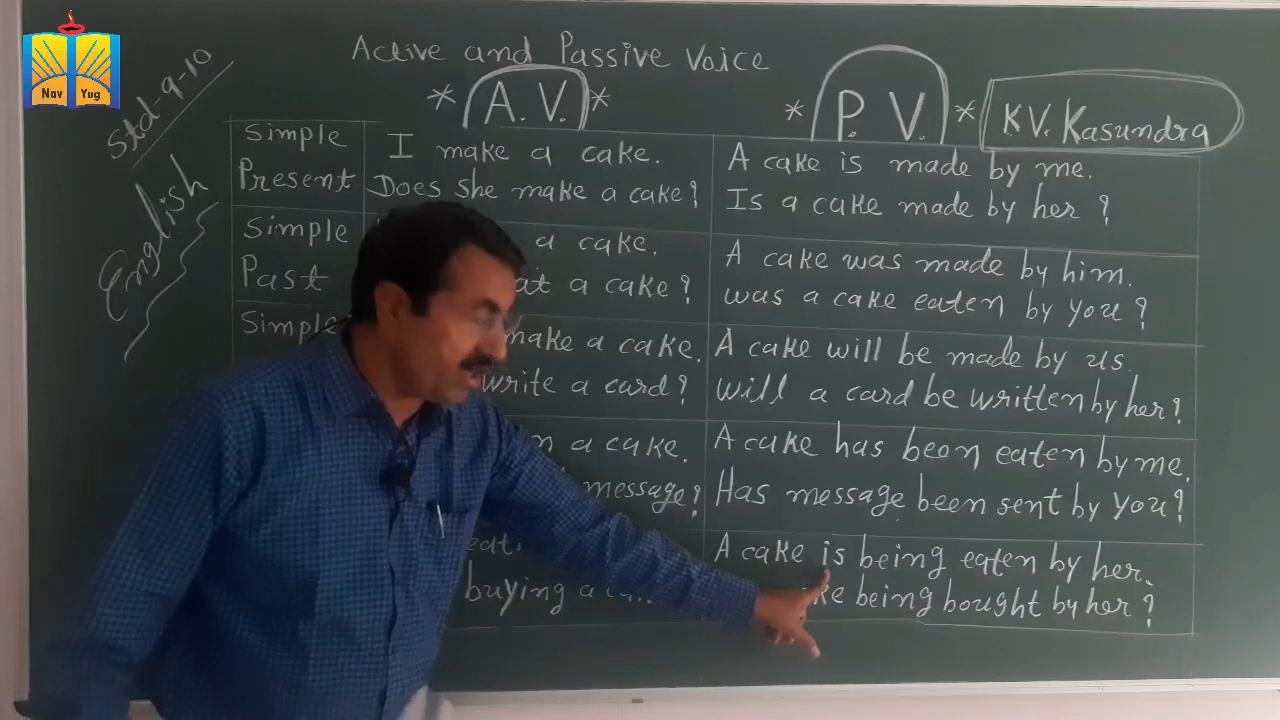 Nav Yug
Std-9-10
English
Active and Passive Voice
* A. V. *
* P. V. *
K.V. Kasundra
Simple Present
I make a cake.
Does she make a cake?
A cake is made by me.
Is a cake made by her ?
Simple Past
a cake.
a cake?
A cake was made by him.
was a cake eaten by you ?
Simple
make a cake.
write a card?
A cake will be made by us.
will a card be written by her?
a cake.
message?
A cake has been eaten by me.
Has message been sent by you?
buying a
A cake is being eaten by her.
being bought by her ?